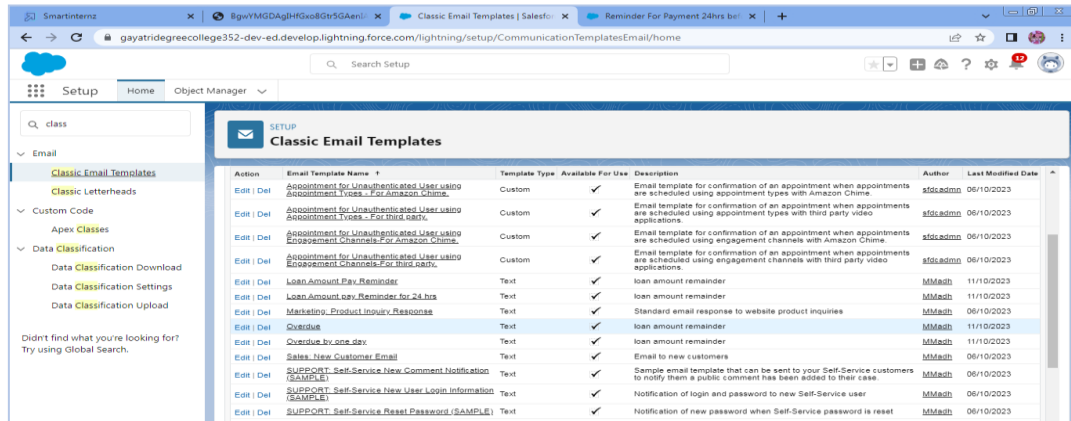 Smartinternz
BgwYMGDAgIHfGxo8Gtr5GAenl
Classic Email Templates | Salesfor
Reminder For Payment 24hrs bef
gayatridegreecollege352-dev-ed.develop.lightning.force.com/lightning/setup/CommunicationTemplatesEmail/home
Search Setup
12
Setup
Home
Object Manager
class
Email
Classic Email Templates
Classic Letterheads
Custom Code
Apex Classes
Data Classification
Data Classification Download
Data Classification Settings
Data Classification Upload
Didn't find what you're looking for?
Try using Global Search.
SETUP
Classic Email Templates
Action Email Template Name Template Type Available For Use Description Author Last Modified Date
Edit | Del Appointment for Unauthenticated User using Appointment Types - For Amazon Chime. Custom Email template for confirmation of an appointment when appointments are scheduled using appointment types with Amazon Chime. sfdcadmn 06/10/2023
Edit | Del Appointment for Unauthenticated User using Appointment Types - For third party. Custom Email template for confirmation of an appointment when appointments are scheduled using appointment types with third party video applications. sfdcadmn 06/10/2023
Edit | Del Appointment for Unauthenticated User using Engagement Channels-For Amazon Chime. Custom Email template for confirmation of an appointment when appointments are scheduled using engagement channels with Amazon Chime. sfdcadmn 06/10/2023
Edit | Del Appointment for Unauthenticated User using Engagement Channels-For third party. Custom Email template for confirmation of an appointment when appointments are scheduled using engagement channels with third party video applications. sfdcadmn 06/10/2023
Edit | Del Loan Amount Pay Reminder Text loan amount remainder MMadh 11/10/2023
Edit | Del Loan Amount pay Reminder for 24 hrs Text loan amount remainder MMadh 11/10/2023
Edit | Del Marketing: Product Inquiry Response Text Standard email response to website product inquiries MMadh 06/10/2023
Edit | Del Overdue Text loan amount remainder MMadh 11/10/2023
Edit | Del Overdue by one day Text loan amount remainder MMadh 11/10/2023
Edit | Del Sales: New Customer Email Text Email to new customers MMadh 06/10/2023
Edit | Del SUPPORT: Self-Service New Comment Notification (SAMPLE) Text Sample email template that can be sent to your Self-Service customers to notify them a public comment has been added to their case. MMadh 06/10/2023
Edit | Del SUPPORT: Self-Service New User Login Information (SAMPLE) Text Notification of login and password to new Self-Service user MMadh 06/10/2023
Edit | Del SUPPORT: Self-Service Reset Password (SAMPLE) Text Notification of new password when Self-Service password is reset MMadh 06/10/2023